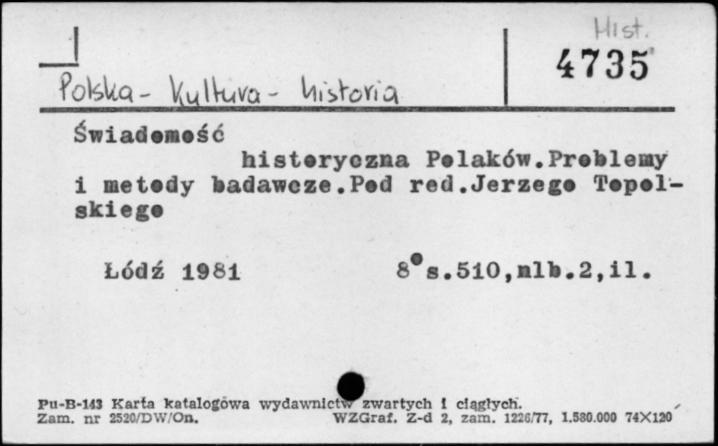 Hist.
4735
Polska - Kultura - historia
Świadomość
historyczna Polaków.Problemy
i metody badawcze.Pod red.Jerzego Topol-
skiego
Łódź 1981 8° s.510,nlb.2,il.
Pu-B-143 Karta katalogowa wydawnictw zwartych i ciągłych.
Zam. nr 2520/DW/On. WZGraf. Z-d 2, zam. 1226/77, 1.580.000 74X120